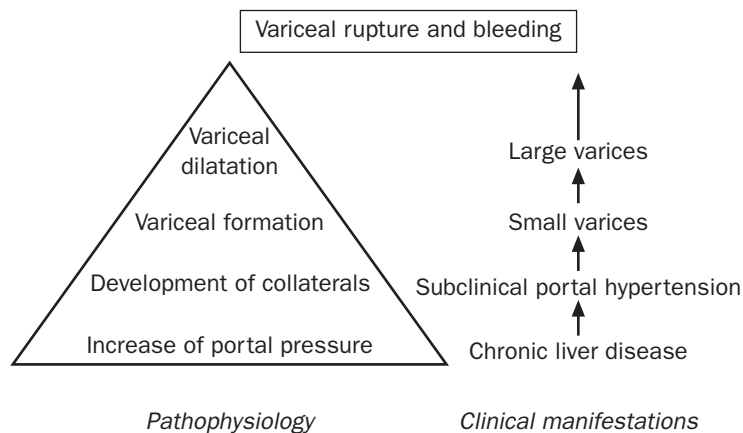 Variceal rupture and bleeding
Variceal
dilatation
Variceal formation
Development of collaterals
Increase of portal pressure
Pathophysiology
Large varices
Small varices
Subclinical portal hypertension
Chronic liver disease
Clinical manifestations